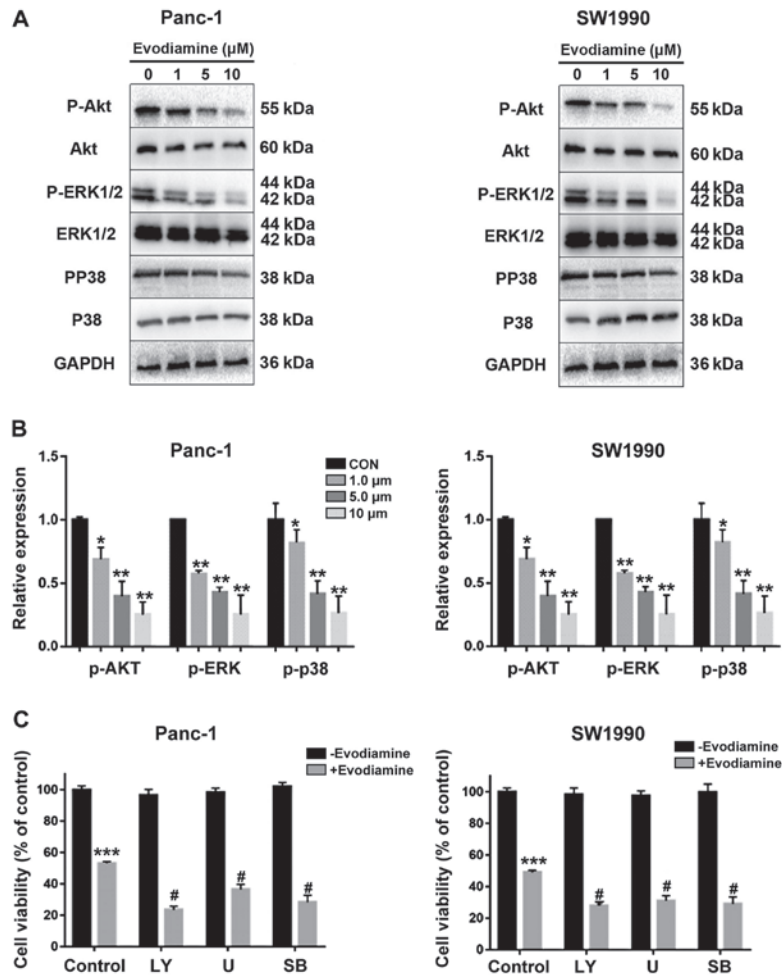 A
Panc-1
Evodiamine (µM)
0 1 5 10
P-Akt 55 kDa
Akt 60 kDa
P-ERK1/2 44 kDa
42 kDa
ERK1/2 44 kDa
42 kDa
PP38 38 kDa
P38 38 kDa
GAPDH 36 kDa
SW1990
Evodiamine (µM)
0 1 5 10
P-Akt 55 kDa
Akt 60 kDa
P-ERK1/2 44 kDa
42 kDa
ERK1/2 44 kDa
42 kDa
PP38 38 kDa
P38 38 kDa
GAPDH 36 kDa
B
Panc-1
Relative expression
1.5
1.0
0.5
0.0
CON
1.0 µm
5.0 µm
10 µm
* ** ** ** ** ** * ** **
p-AKT p-ERK p-p38
SW1990
Relative expression
1.5
1.0
0.5
0.0
* ** ** ** ** ** * ** **
p-AKT p-ERK p-p38
C
Panc-1
-Evodiamine
+Evodiamine
Cell viability (% of control)
100
80
60
40
20
0
*** # # #
Control LY U SB
SW1990
-Evodiamine
+Evodiamine
Cell viability (% of control)
100
80
60
40
20
0
*** # # #
Control LY U SB